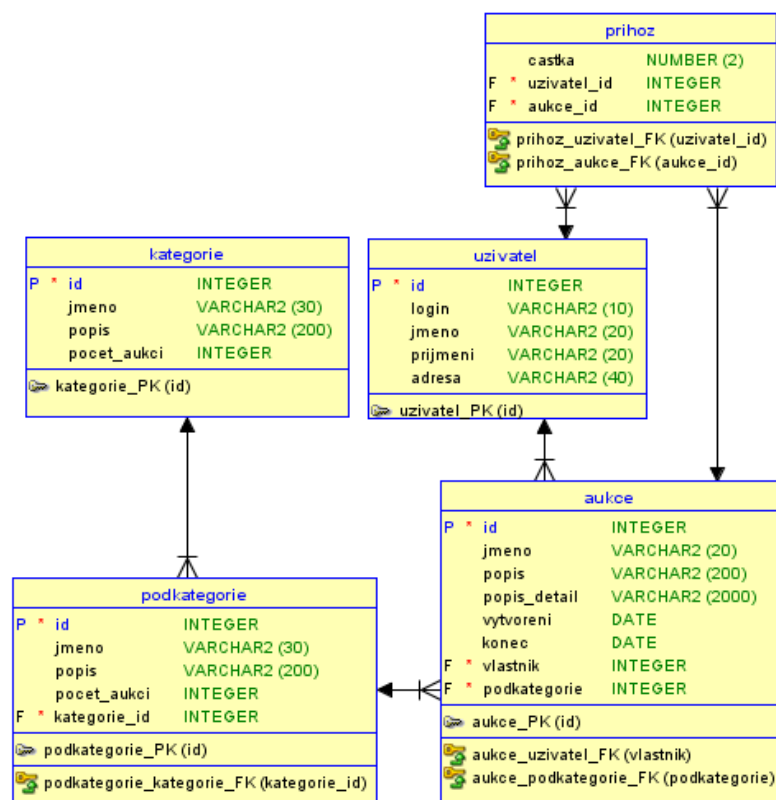 prihoz
castka NUMBER (2)
F * uzivatel_id INTEGER
F * aukce_id INTEGER
prihoz_uzivatel_FK (uzivatel_id)
prihoz_aukce_FK (aukce_id)
kategorie
P * id INTEGER
jmeno VARCHAR2 (30)
popis VARCHAR2 (200)
pocet_aukci INTEGER
kategorie_PK (id)
uzivatel
P * id INTEGER
login VARCHAR2 (10)
jmeno VARCHAR2 (20)
prijmeni VARCHAR2 (20)
adresa VARCHAR2 (40)
uzivatel_PK (id)
aukce
P * id INTEGER
jmeno VARCHAR2 (20)
popis VARCHAR2 (200)
popis_detail VARCHAR2 (2000)
vytvoreni DATE
konec DATE
F * vlastnik INTEGER
F * podkategorie INTEGER
aukce_PK (id)
aukce_uzivatel_FK (vlastnik)
aukce_podkategorie_FK (podkategorie)
podkategorie
P * id INTEGER
jmeno VARCHAR2 (30)
popis VARCHAR2 (200)
pocet_aukci INTEGER
F * kategorie_id INTEGER
podkategorie_PK (id)
podkategorie_kategorie_FK (kategorie_id)